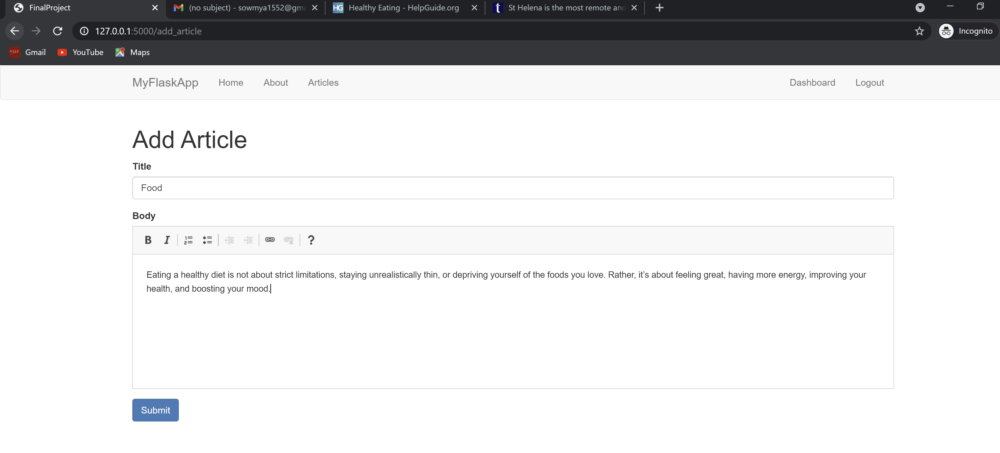 FinalProject
(no subject) - sowmya1552@gma
HG Healthy Eating - HelpGuide.org
t St Helena is the most remote and
127.0.0.1:5000/add_article
Incognito
Gmail YouTube Maps
MyFlaskApp Home About Articles Dashboard Logout
Add Article
Title
Food
Body
B I ?
Eating a healthy diet is not about strict limitations, staying unrealistically thin, or depriving yourself of the foods you love. Rather, it’s about feeling great, having more energy, improving your
health, and boosting your mood.
Submit